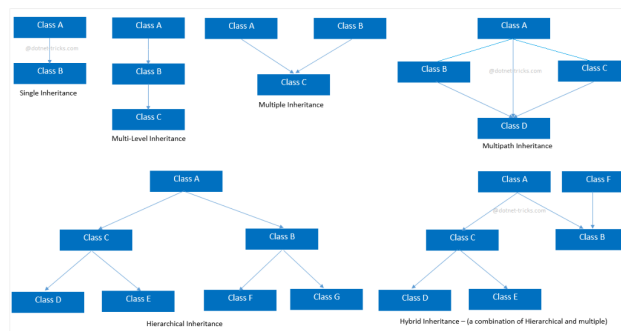 Class A
@dotnettricks.com
Class B
Single Inheritance
Class A
Class B
Class C
Multi-Level Inheritance
Class A
Class B
Class C
Multiple Inheritance
Class A
Class B
@dotnettricks.com
Class C
Class D
Multipath Inheritance
Class A
Class C
Class B
Class D
Class E
Class F
Class G
Hierarchical Inheritance
Class A
Class F
@dotnettricks.com
Class C
Class B
Class D
Class E
Hybrid Inheritance – (a combination of Hierarchical and multiple)